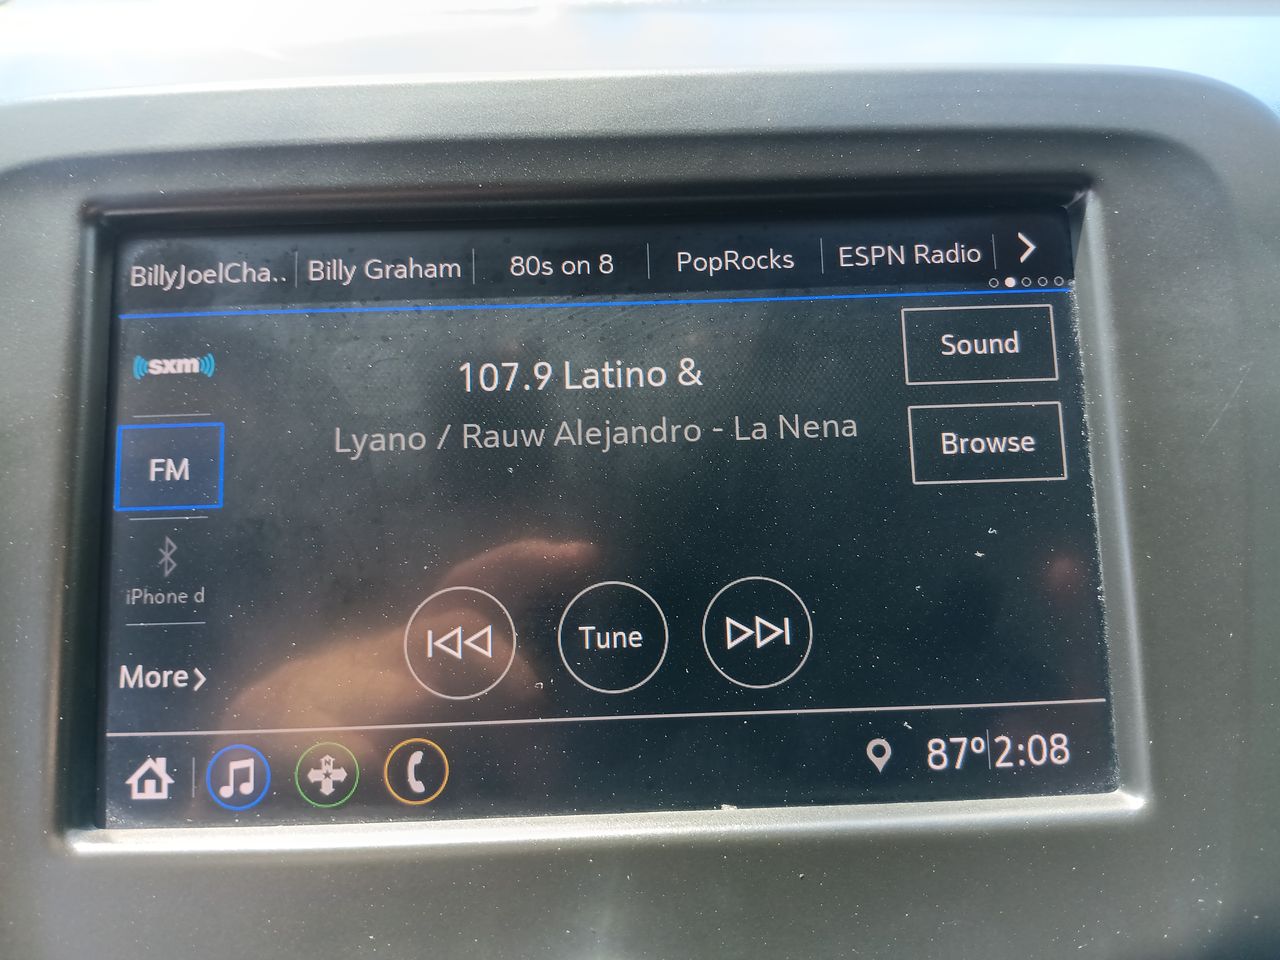 BillyJoelCha.. Billy Graham 80s on 8 PopRocks ESPN Radio
sxm
Sound
107.9 Latino &
Lyano / Rauw Alejandro - La Nena
Browse
FM
iPhone d
Tune
More
N
87° 2:08